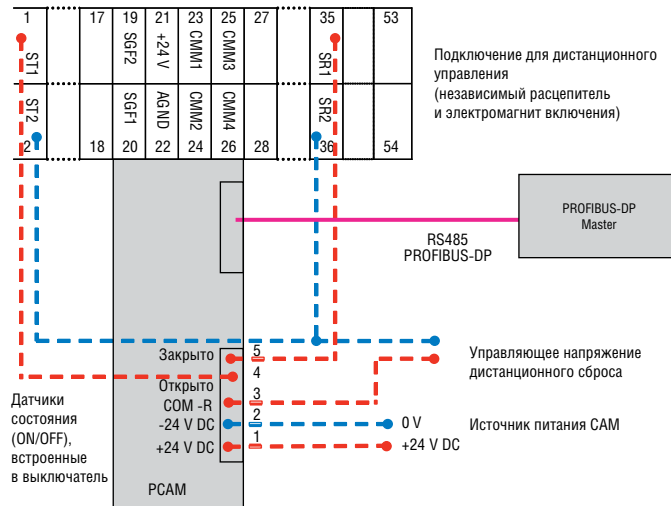 1 17 19 21 23 25 27 35 53
ST1 SGF2 +24 V CMM1 CMM3 SR1
ST2 SGF1 AGND CMM2 CMM4 SR2
2 18 20 22 24 26 28 36 54
Подключение для дистанционного
управления
(независимый расцепитель
и электромагнит включения)
PROFIBUS-DP
Master
RS485
PROFIBUS-DP
Закрыто 5
4
Открыто
COM -R 3
-24 V DC 2
+24 V DC 1
0 V
+24 V DC
Управляющее напряжение
дистанционного сброса
Источник питания CAM
Датчики
состояния
(ON/OFF),
встроенные
в выключатель
PCAM